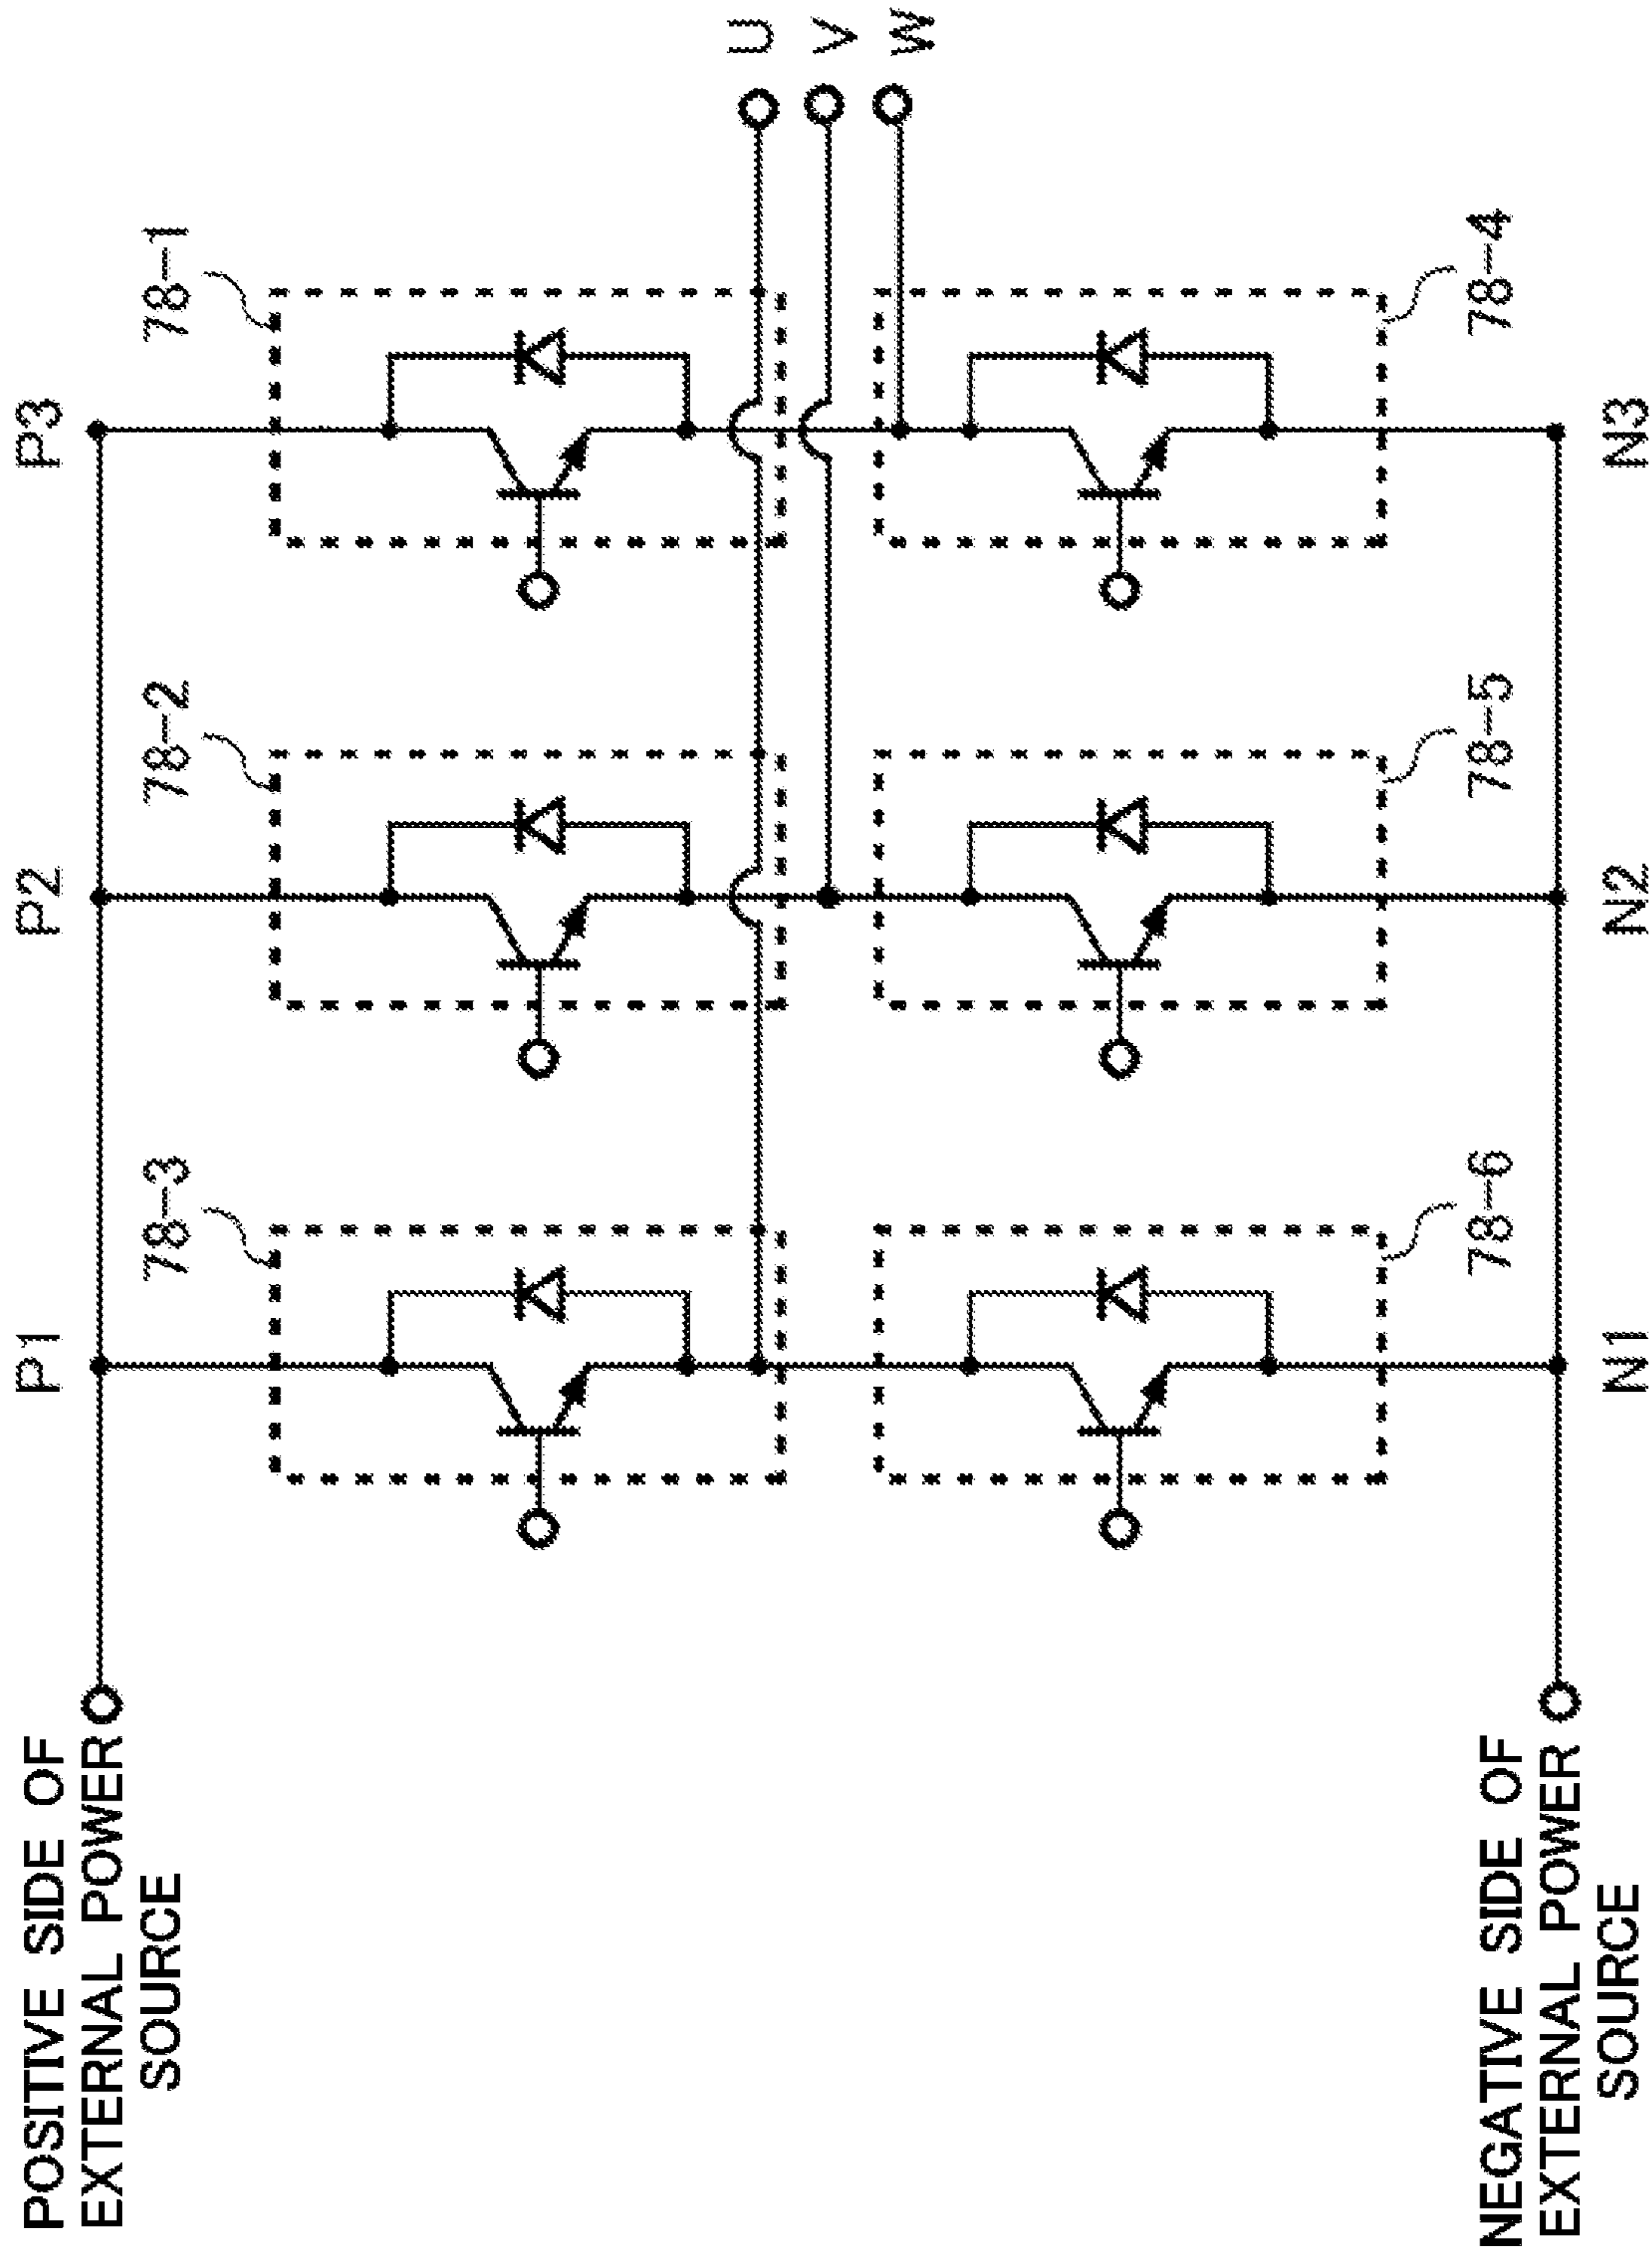 POSITIVE SIDE OF
EXTERNAL POWER
SOURCE
P1
P2
P3
78-3
78-2
78-1
U
V
W
78-6
78-5
78-4
NEGATIVE SIDE OF
EXTERNAL POWER
SOURCE
N1
N2
N3